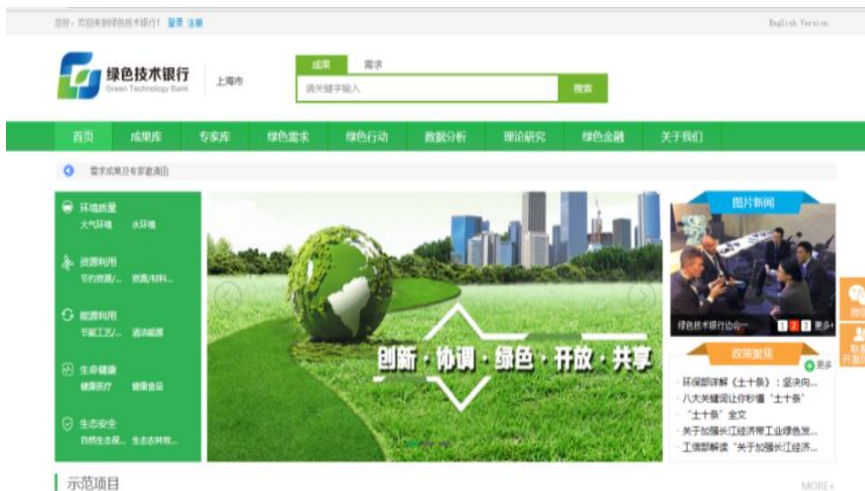 您好，欢迎来到绿色技术银行！ 登录 注册
English Version
绿色技术银行
Green Technology Bank
上海市
成果 需求
请关键字输入
搜索
首页 成果库 专家库 绿色需求 绿色行动 数据分析 理论研究 绿色金融 关于我们
需求成果及专家邀请函
环境质量
大气环境 水环境
资源利用
节约资源/... 资源/材料...
能源利用
节能工艺/... 清洁能源
生命健康
健康医疗 健康食品
生态安全
自然生态保... 生态农林牧...
创新·协调·绿色·开放·共享
图片新闻
绿色技术银行边会… 1 2 3 更多+
政策聚焦
更多
环保部详解《土十条》：坚决向...
八大关键词让你秒懂“土十条”
“土十条”全文
关于加强长江经济带工业绿色发...
工信部解读“关于加强长江经济...
示范项目
MORE+